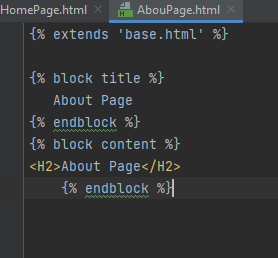 HomePage.html × AbouPage.html ×
{% extends 'base.html' %}
{% block title %}
About Page
{% endblock %}
{% block content %}
<H2>About Page</H2>
{% endblock %}